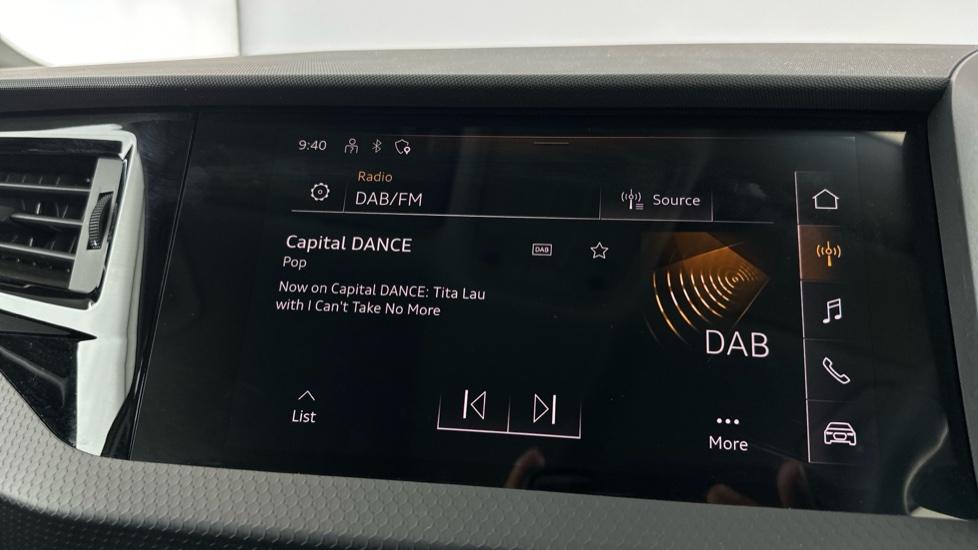 9:40
Radio
DAB/FM
Source
Capital DANCE
DAB
Pop
Now on Capital DANCE: Tita Lau
with I Can't Take No More
DAB
List
More